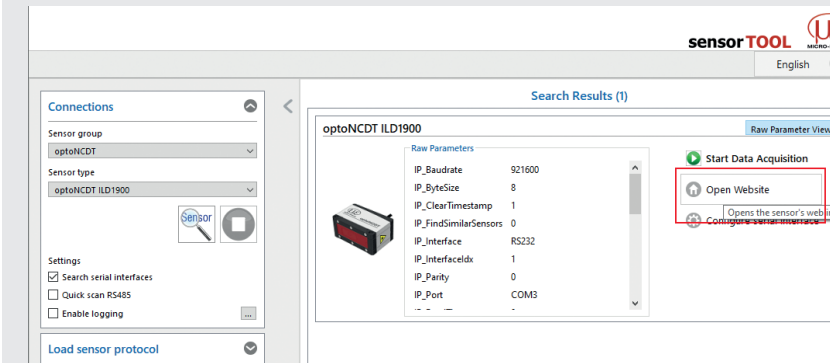 sensorTOOL
MICRO-
English
Connections
Sensor group
optoNCDT
Sensor type
optoNCDT ILD1900
Sensor
Settings
Search serial interfaces
Quick scan RS485
Enable logging
...
Load sensor protocol
Search Results (1)
optoNCDT ILD1900
Raw Parameter View
Raw Parameters
IP_Baudrate 921600
IP_ByteSize 8
IP_ClearTimestamp 1
IP_FindSimilarSensors 0
IP_Interface RS232
IP_InterfaceIdx 1
IP_Parity 0
IP_Port COM3
Start Data Acquisition
Open Website
Opens the sensor's web
Configure serial interface